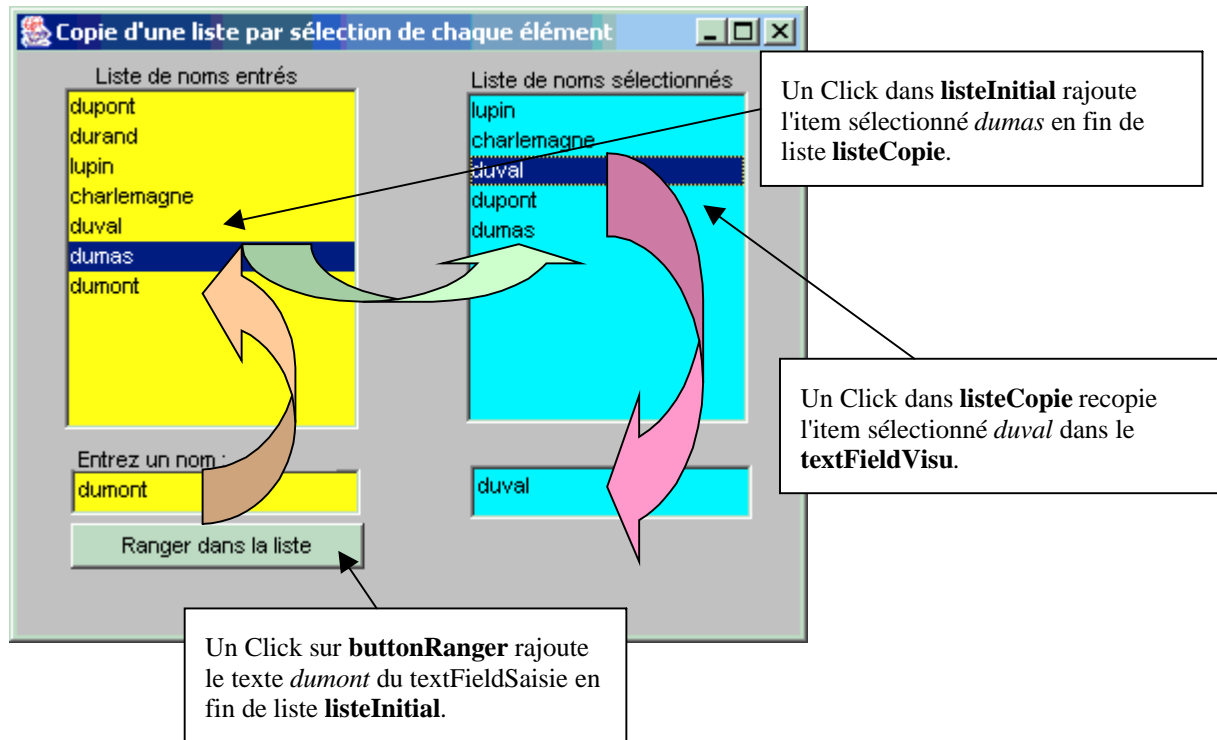 Copie d'une liste par sélection de chaque élément
Liste de noms entrés
dupont
durand
lupin
charlemagne
duval
dumas
dumont
Entrez un nom :
dumont
Ranger dans la liste
Liste de noms sélectionnés
lupin
charlemagne
duval
dupont
dumas
duval
Un Click dans listeInitial rajoute
l'item sélectionné dumas en fin de
liste listeCopie.
Un Click dans listeCopie recopie
l'item sélectionné duval dans le
textFieldVisu.
Un Click sur buttonRanger rajoute
le texte dumont du textFieldSaisie en
fin de liste listeInitial.